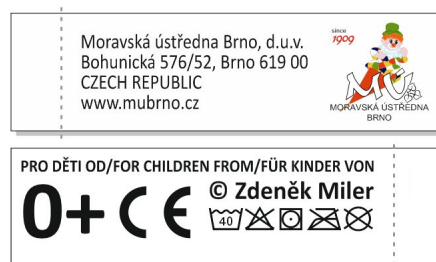 Moravská ústředna Brno, d.u.v.
Bohunická 576/52, Brno 619 00
CZECH REPUBLIC
www.mubrno.cz
since
1909
MÚ
MORAVSKÁ ÚSTŘEDNA
BRNO
PRO DĚTI OD/FOR CHILDREN FROM/FÜR KINDER VON
0+ CE
© Zdeněk Miler
40